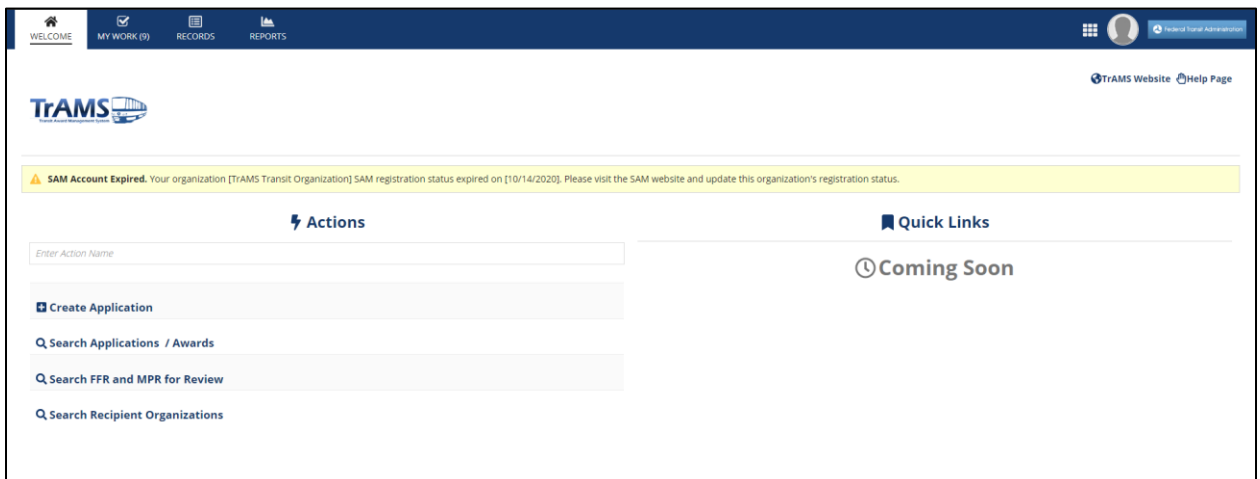 WELCOME
MY WORK (9)
RECORDS
REPORTS
Federal Transit Administration
TrAMS Website Help Page
TrAMS
Transit Award Management System
SAM Account Expired. Your organization [TrAMS Transit Organization] SAM registration status expired on [10/14/2020]. Please visit the SAM website and update this organization's registration status.
Actions
Enter Action Name
Create Application
Search Applications / Awards
Search FFR and MPR for Review
Search Recipient Organizations
Quick Links
Coming Soon